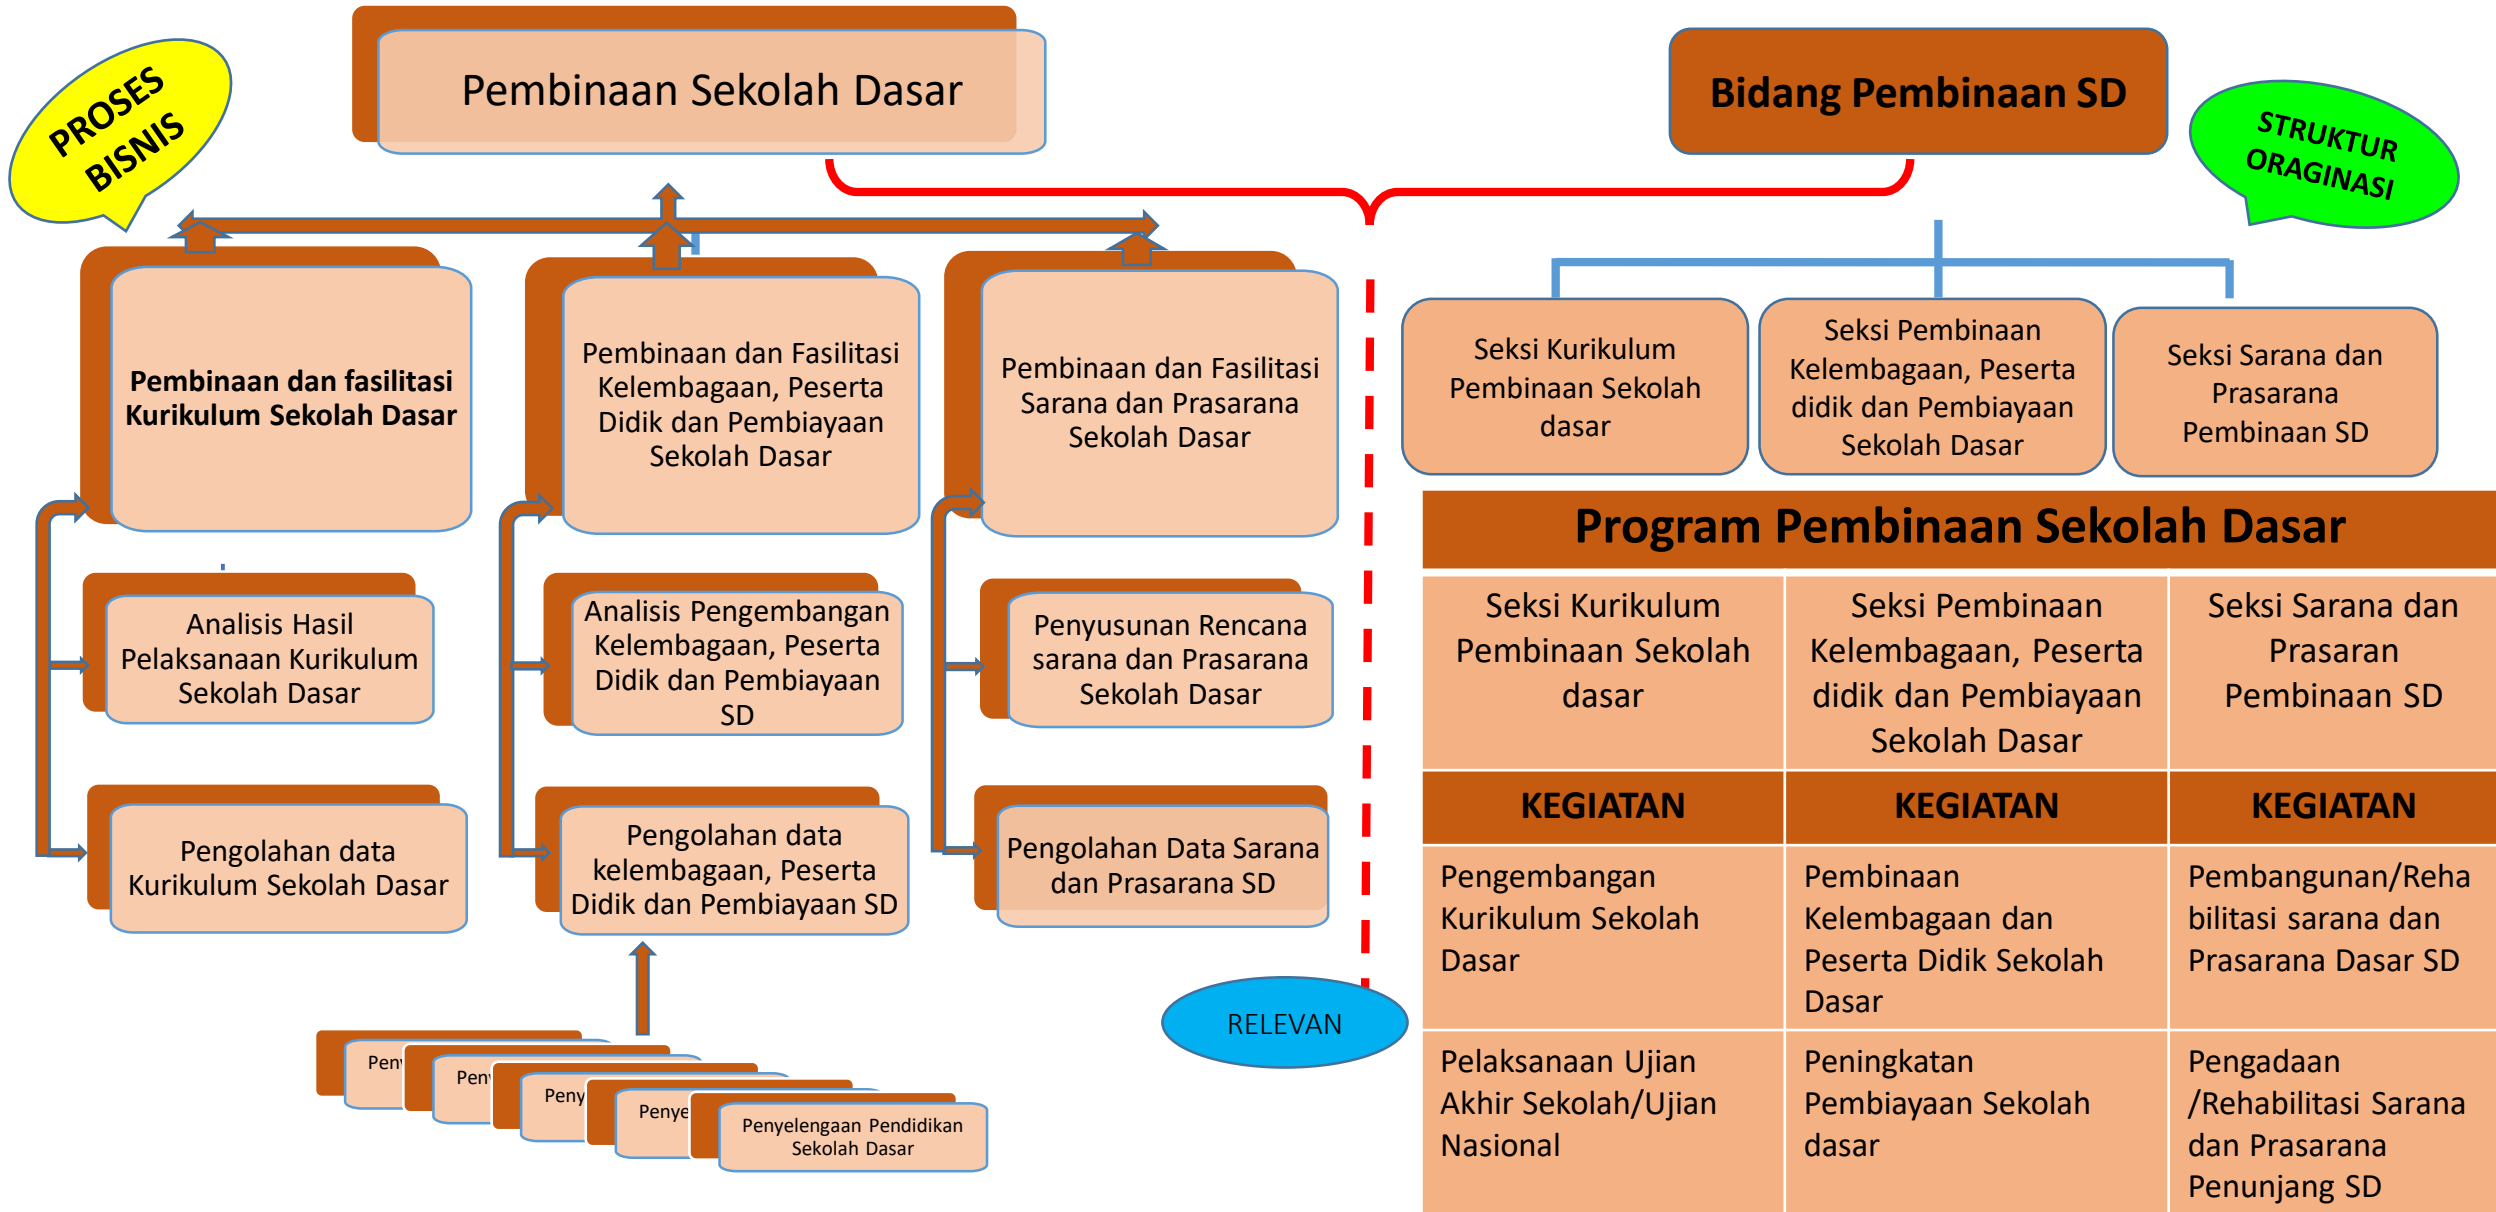 PROSES
BISNIS
Pembinaan Sekolah Dasar
Bidang Pembinaan SD
STRUKTUR
ORAGINASI
Pembinaan dan fasilitasi
Kurikulum Sekolah Dasar
Pembinaan dan Fasilitasi
Kelembagaan, Peserta
Didik dan Pembiayaan
Sekolah Dasar
Pembinaan dan Fasilitasi
Sarana dan Prasarana
Sekolah Dasar
Seksi Kurikulum
Pembinaan Sekolah
dasar
Seksi Pembinaan
Kelembagaan, Peserta
didik dan Pembiayaan
Sekolah Dasar
Seksi Sarana dan
Prasarana
Pembinaan SD
Analisis Hasil
Pelaksanaan Kurikulum
Sekolah Dasar
Analisis Pengembangan
Kelembagaan, Peserta
Didik dan Pembiayaan
SD
Penyusunan Rencana
sarana dan Prasarana
Sekolah Dasar
Pengolahan data
Kurikulum Sekolah Dasar
Pengolahan data
kelembagaan, Peserta
Didik dan Pembiayaan SD
Pengolahan Data Sarana
dan Prasarana SD
Penyelengaan Pendidikan
Sekolah Dasar
RELEVAN
Program Pembinaan Sekolah Dasar
Seksi Kurikulum
Pembinaan Sekolah
dasar
Seksi Pembinaan
Kelembagaan, Peserta
didik dan Pembiayaan
Sekolah Dasar
Seksi Sarana dan
Prasaran
Pembinaan SD
KEGIATAN
KEGIATAN
KEGIATAN
Pengembangan
Kurikulum Sekolah
Dasar
Pembinaan
Kelembagaan dan
Peserta Didik Sekolah
Dasar
Pembangunan/Reha
bilitasi sarana dan
Prasarana Dasar SD
Pelaksanaan Ujian
Akhir Sekolah/Ujian
Nasional
Peningkatan
Pembiayaan Sekolah
dasar
Pengadaan
/Rehabilitasi Sarana
dan Prasarana
Penunjang SD